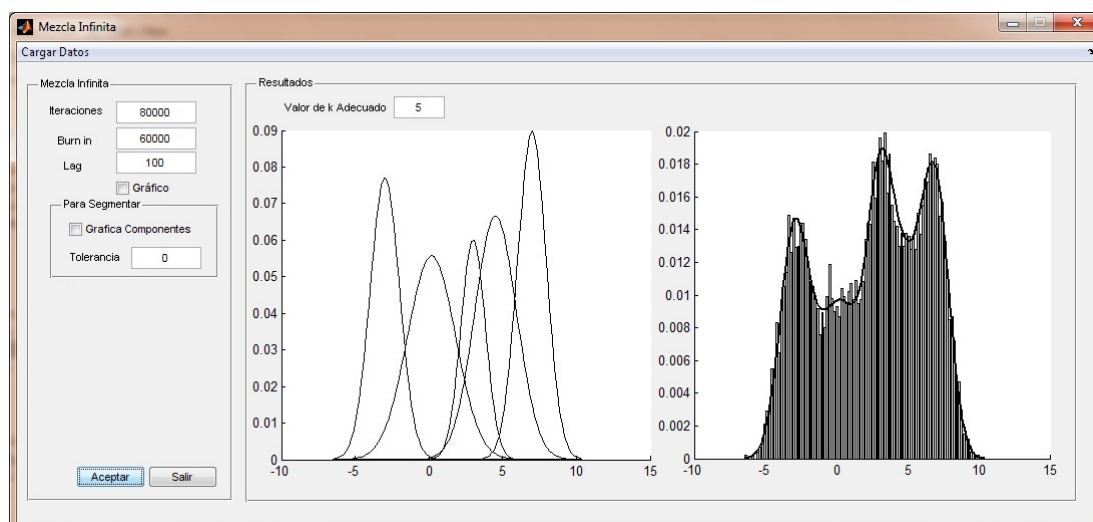 Mezcla Infinita
Cargar Datos
Mezcla Infinita
Iteraciones 80000
Burn in 60000
Lag 100
Gráfico
Para Segmentar
Grafica Componentes
Tolerancia 0
Aceptar Salir
Resultados
Valor de k Adecuado 5
0.09
0.08
0.07
0.06
0.05
0.04
0.03
0.02
0.01
0
-10 -5 0 5 10 15
0.02
0.018
0.016
0.014
0.012
0.01
0.008
0.006
0.004
0.002
0
-10 -5 0 5 10 15